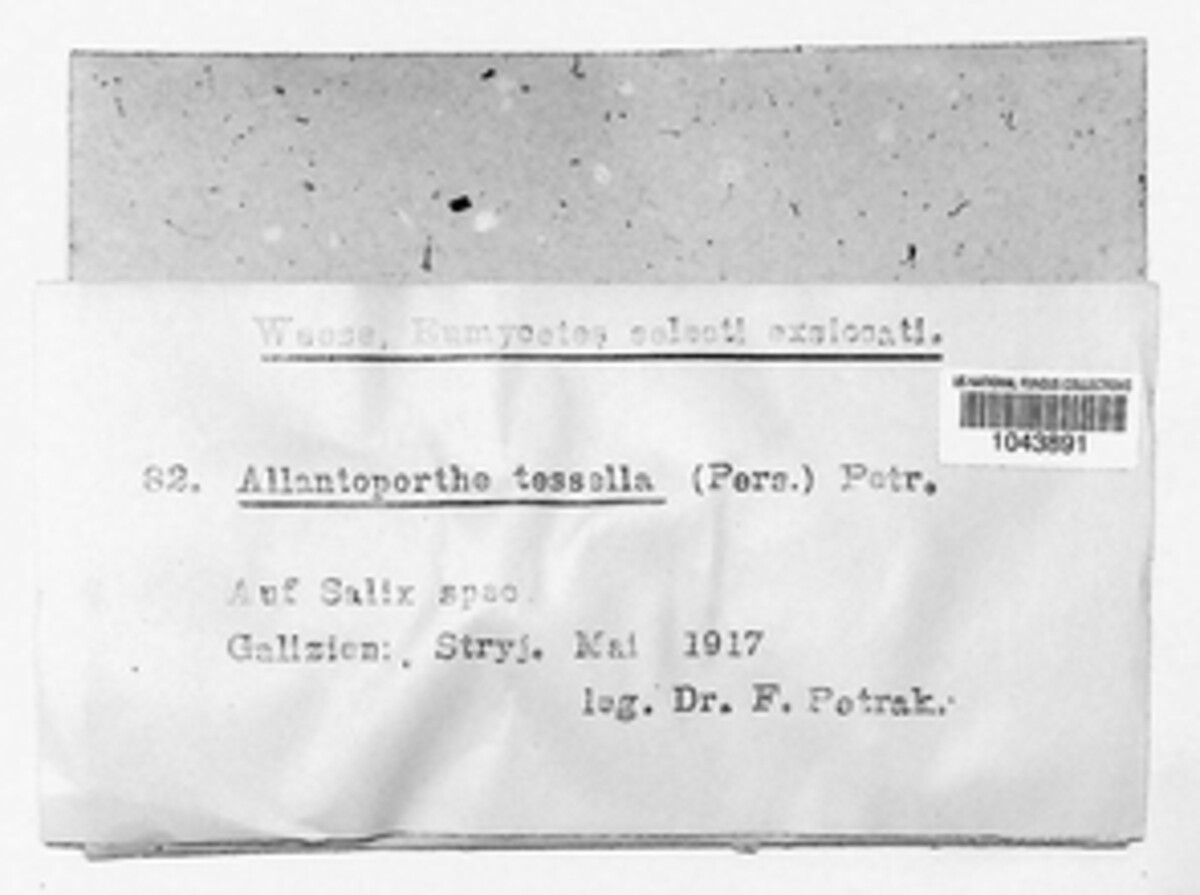 Weese, Eumycetes selecti exsiccati.
US NATIONAL FUNGUS COLLECTIONS
1043891
82. Allantoporthe tessella (Pers.) Petr.
Auf Salix spec.
Galizien: Stryj. Mai 1917
leg. Dr. F. Petrak.